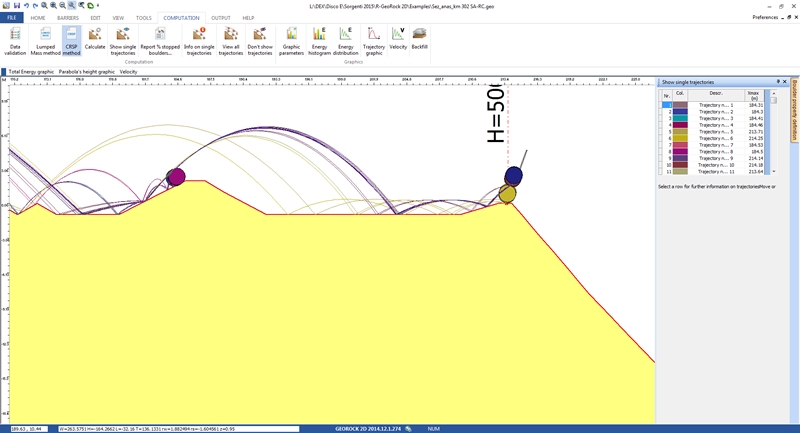 L:\DEX\Disco E\Sorgenti 2015\R-GeoRock 2D\Examples\Sez_anas_km 302 SA-RC.geo
FILE HOME BARRIERS EDIT VIEW TOOLS COMPUTATION OUTPUT HELP Preferences
Data validation
Lumped Mass method
CRSP method
Calculate
Show single trajectories
Report % stopped boulders...
Info on single trajectories
View all trajectories
Don't show trajectories
Graphic parameters
Energy histogram
Energy distribution
Trajectory graphic
Velocity
Backfill
Computation Graphics
Total Energy graphic Parabola's height graphic Velocity
H=500
Show single trajectories
Nr. Col. Descr. Xmax (m)
1 Trajectory n... 1 184.31
2 Trajectory n... 2 184.3
3 Trajectory n... 3 184.41
4 Trajectory n... 4 184.46
5 Trajectory n... 5 213.71
6 Trajectory n... 6 214.25
7 Trajectory n... 7 184.53
8 Trajectory n... 8 184.5
9 Trajectory n... 9 214.14
10 Trajectory n... 10 214.18
11 Trajectory n... 11 213.64
Select a row for further information on trajectoriesMove or
Boulder property definition
189.63 , 10.44 W=263.5751 H=-164.2662 L=-32.16 T=136.1331 rw=1.882494 rs=-1.604561 z=0.95 GEOROCK 2D 2014.12.1.274 NUM